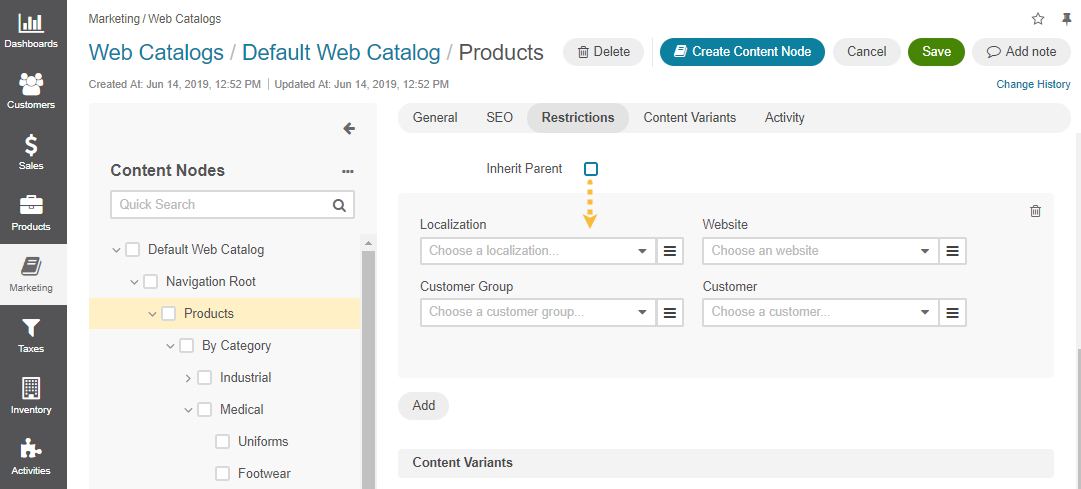 Dashboards
Customers
Sales
Products
Marketing
Taxes
Inventory
Activities
Marketing / Web Catalogs
Web Catalogs / Default Web Catalog / Products
Delete
Create Content Node
Cancel
Save
Add note
Created At: Jun 14, 2019, 12:52 PM | Updated At: Jun 14, 2019, 12:52 PM
Change History
Content Nodes
Quick Search
Default Web Catalog
Navigation Root
Products
By Category
Industrial
Medical
Uniforms
Footwear
General SEO Restrictions Content Variants Activity
Inherit Parent
Localization
Choose a localization...
Website
Choose an website
Customer Group
Choose a customer group...
Customer
Choose a customer...
Add
Content Variants